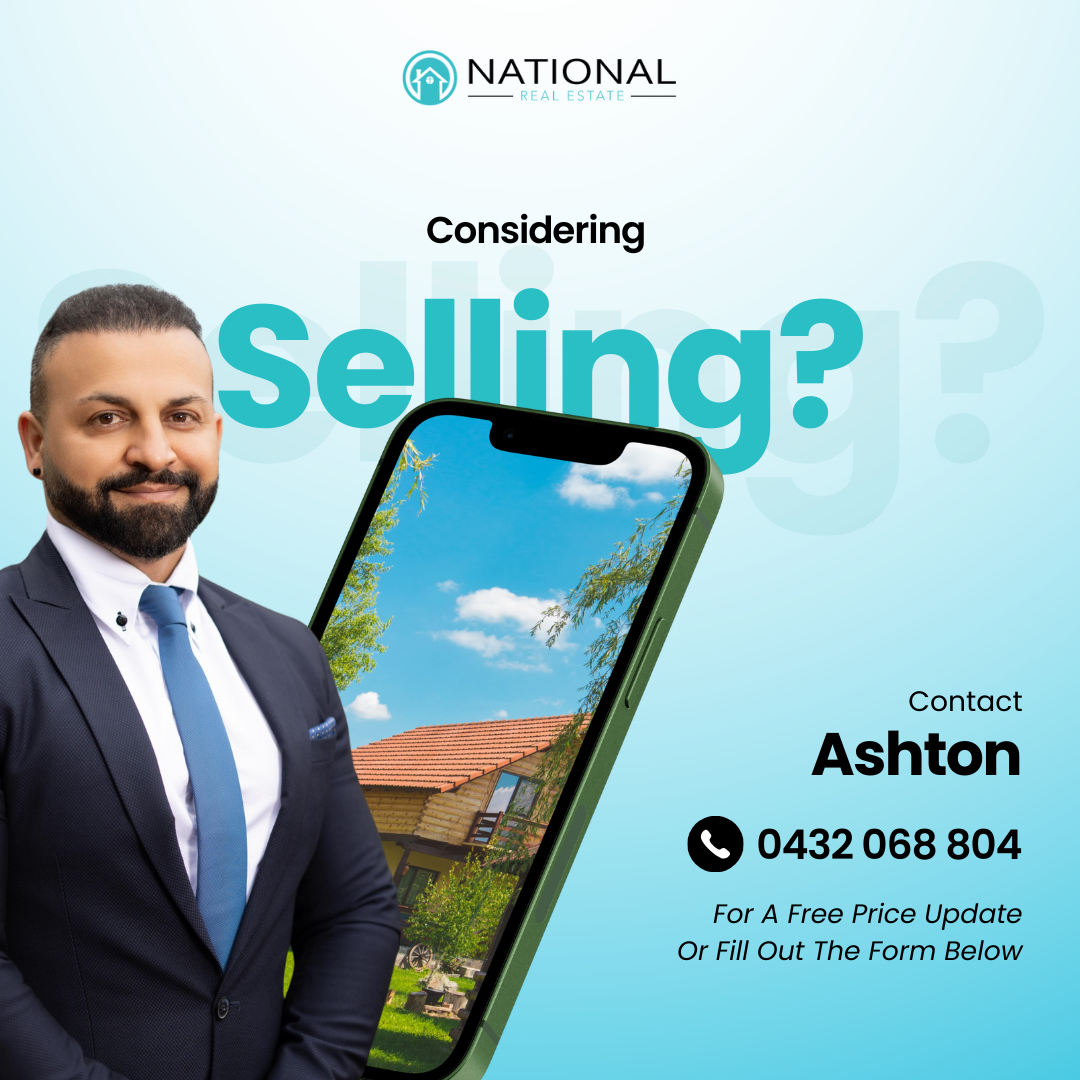 NATIONAL
REAL ESTATE
Considering
Selling?
Selling?
Contact
Ashton
0432 068 804
For A Free Price Update
Or Fill Out The Form Below